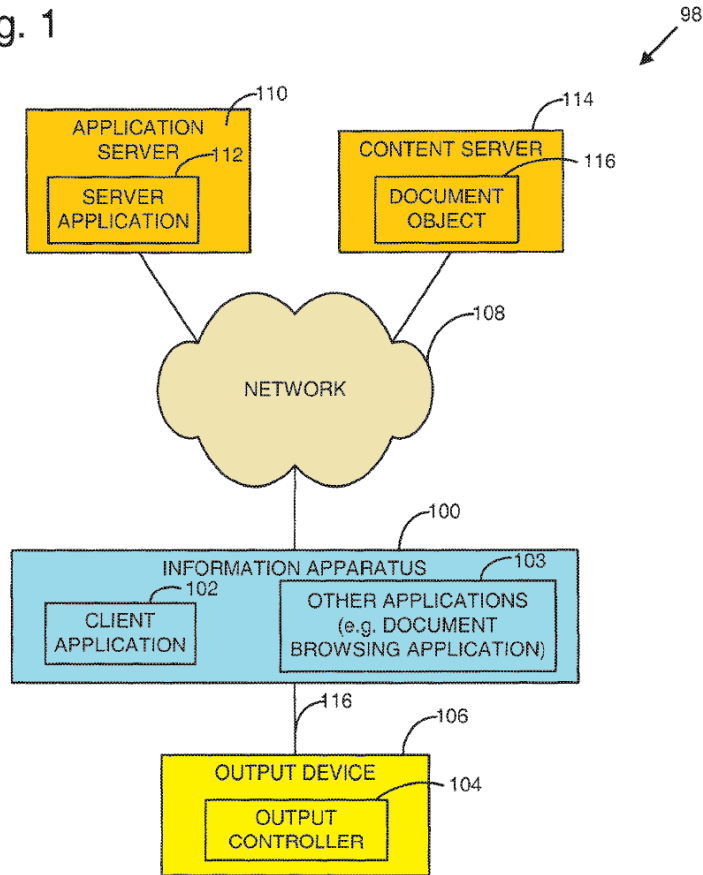 g. 1
98
110
APPLICATION
SERVER
112
SERVER
APPLICATION
114
CONTENT SERVER
116
DOCUMENT
OBJECT
108
NETWORK
100
INFORMATION APPARATUS
102
CLIENT
APPLICATION
103
OTHER APPLICATIONS
(e.g. DOCUMENT
BROWSING APPLICATION)
116
106
OUTPUT DEVICE
104
OUTPUT
CONTROLLER